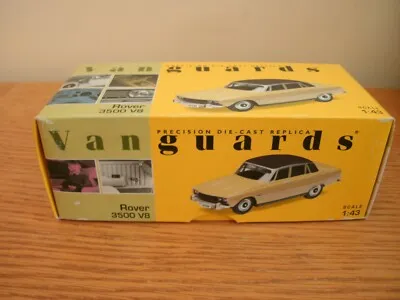 Vanguards
Rover
3500 V8
SCALE
1:43
PRECISION DIE-CAST REPLICA
Vanguards
Rover
3500 V8
SCALE
1:43